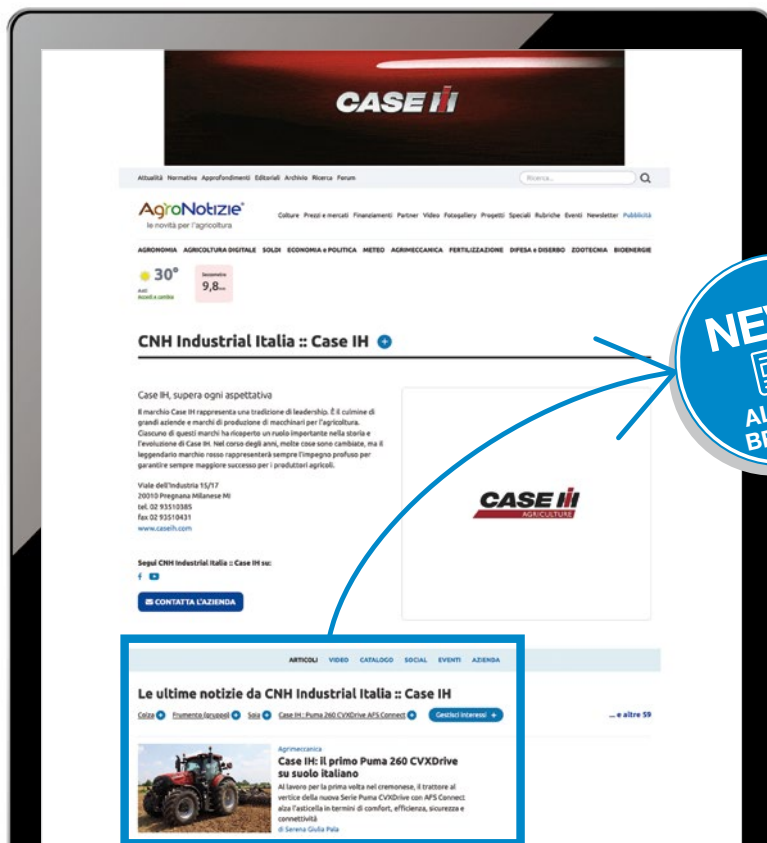 CASE IH
Attualità Normativa Approfondimenti Editoriali Archivio Ricerca Forum
Ricerca...
AgroNotizie®
le novità per l'agricoltura
Colture Prezzi e mercati Finanziamenti Partner Video Fotogallery Progetti Speciali Rubriche Eventi Newsletter Pubblicità
AGRONOMIA AGRICOLTURA DIGITALE SOLDI ECONOMIA e POLITICA METEO AGRIMECCANICA FERTILIZZAZIONE DIFESA e DISERBO ZOOTECNIA BIOENERGIE
30°
9,8
CNH Industrial Italia :: Case IH
NE
AL
BR
Case IH, supera ogni aspettativa
Il marchio Case IH rappresenta una tradizione di leadership. È il culmine di
grandi aziende e marchi di produzione di macchinari per l'agricoltura.
Ciascuno di questi marchi ha ricoperto un ruolo importante nella storia e
l'evoluzione di Case IH. Nel corso degli anni, molte cose sono cambiate, ma il
leggendario marchio rosso rappresenterà sempre l'impegno profuso per
garantire sempre maggiore successo per i produttori agricoli.
Viale dell'Industria 15/17
20010 Pregnana Milanese MI
tel. 02 93510385
fax 02 93510431
www.caseih.com
CASE IH
AGRICULTURE
Segui CNH Industrial Italia :: Case IH su:
CONTATTA L'AZIENDA
ARTICOLI VIDEO CATALOGO SOCIAL EVENTI AZIENDA
Le ultime notizie da CNH Industrial Italia :: Case IH
Colza Frumento (gruppo) Soia Case IH : Puma 260 CVXDrive AFS Connect Gestisci interessi + ... e altre 59
Agrimeccanica
Case IH: il primo Puma 260 CVXDrive
su suolo italiano
Al lavoro per la prima volta nel cremonese, il trattore al
vertice della nuova Serie Puma CVXDrive con AFS Connect
alza l'asticella in termini di comfort, efficienza, sicurezza e
connettività
di Serena Giulia Pala